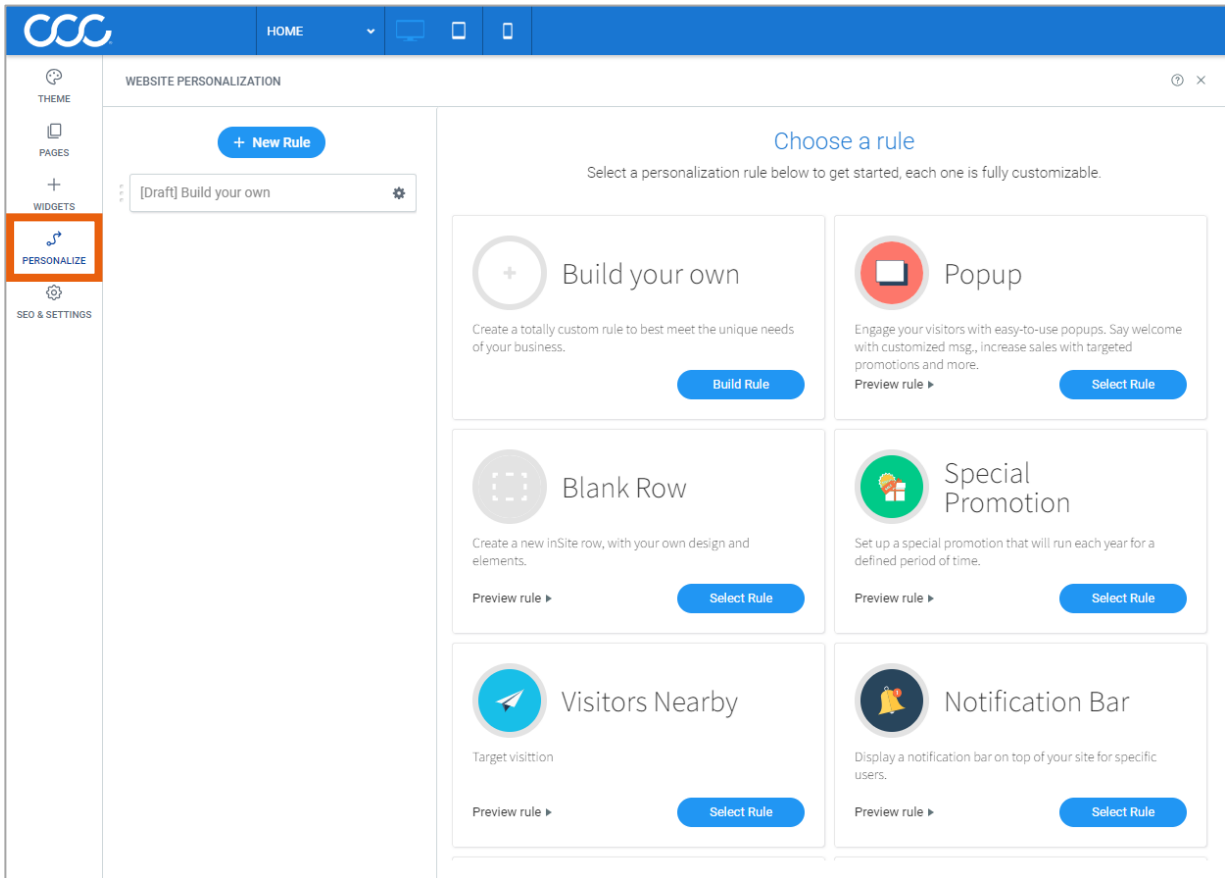 CCC
HOME
THEME
PAGES
WIDGETS
PERSONALIZE
SEO & SETTINGS
WEBSITE PERSONALIZATION
+ New Rule
[Draft] Build your own
Choose a rule
Select a personalization rule below to get started, each one is fully customizable.
Build your own
Create a totally custom rule to best meet the unique needs
of your business.
Build Rule
Popup
Engage your visitors with easy-to-use popups. Say welcome
with customized msg., increase sales with targeted
promotions and more.
Preview rule
Select Rule
Blank Row
Create a new inSite row, with your own design and
elements.
Preview rule
Select Rule
Special
Promotion
Set up a special promotion that will run each year for a
defined period of time.
Preview rule
Select Rule
Visitors Nearby
Target visittion
Preview rule
Select Rule
Notification Bar
Display a notification bar on top of your site for specific
users.
Preview rule
Select Rule